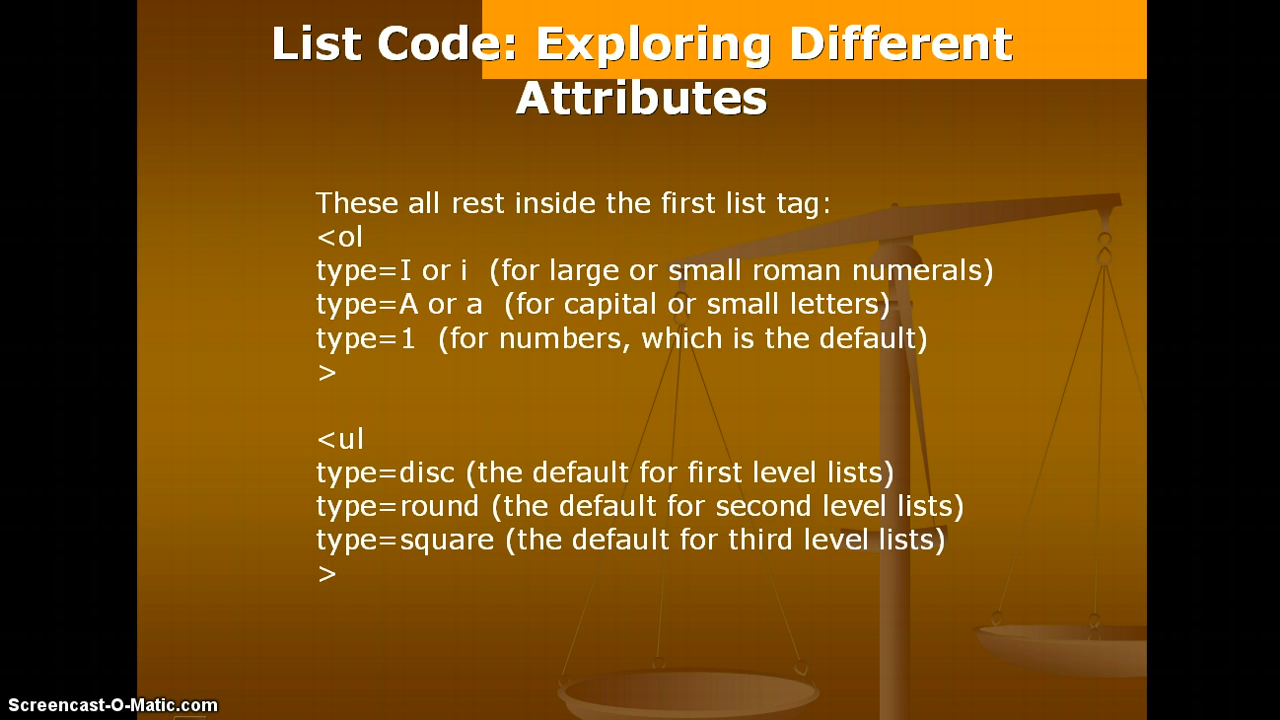 List Code: Exploring Different
Attributes
These all rest inside the first list tag:
<ol
type=I or i  (for large or small roman numerals)
type=A or a  (for capital or small letters)
type=1  (for numbers, which is the default)
>
<ul
type=disc (the default for first level lists)
type=round (the default for second level lists)
type=square (the default for third level lists)
>
Screencast-O-Matic.com